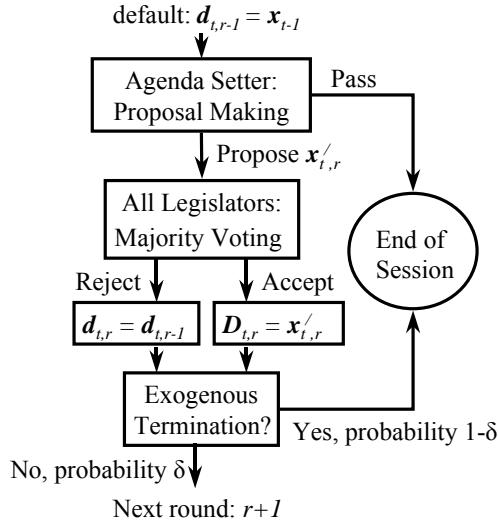 default: d_{t,r-1} = x_{t-1}
Agenda Setter:
Proposal Making
Pass
Propose x′_{t,r}
All Legislators:
Majority Voting
End of
Session
Reject
Accept
d_{t,r} = d_{t,r-1}
D_{t,r} = x′_{t,r}
Exogenous
Termination?
Yes, probability 1-δ
No, probability δ
Next round: r+1